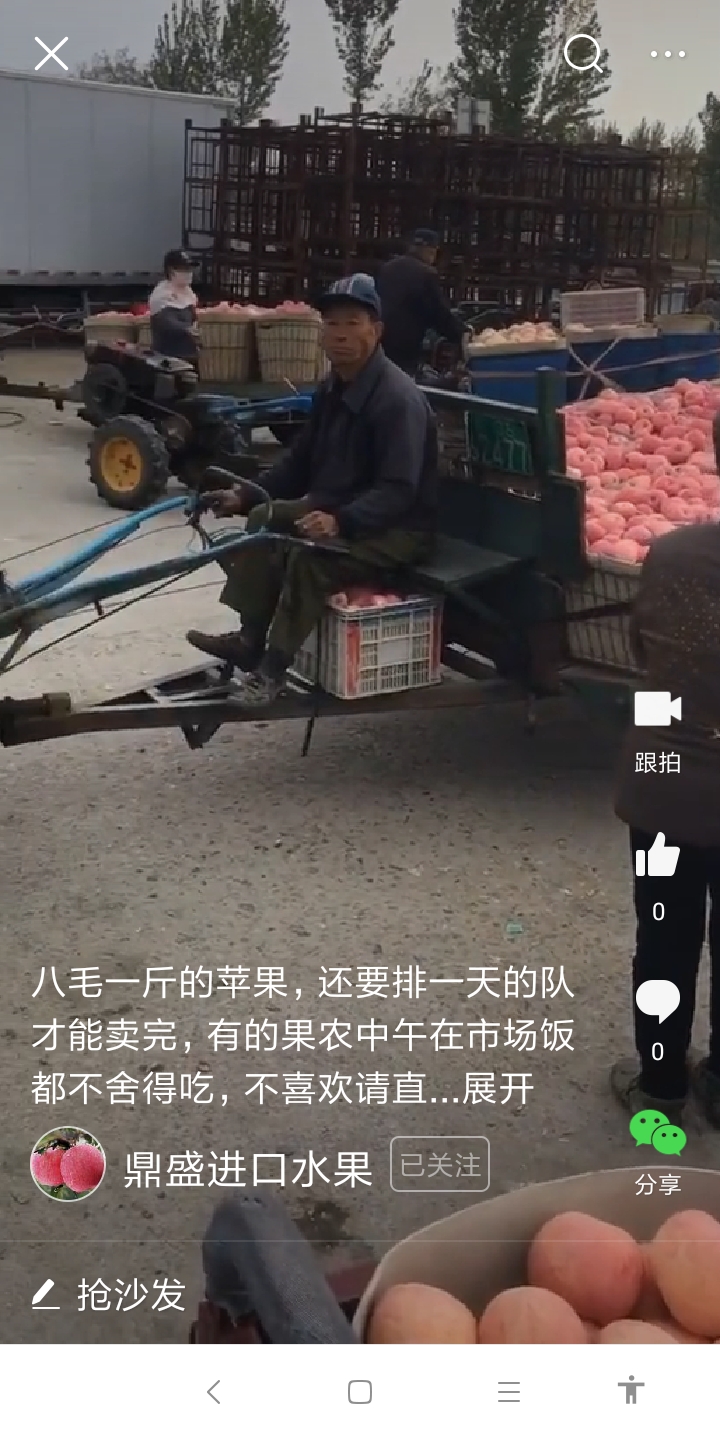 跟拍
0
0
八毛一斤的苹果，还要排一天的队
才能卖完，有的果农中午在市场饭
都不舍得吃，不喜欢请直...展开
鼎盛进口水果 已关注
分享
抢沙发